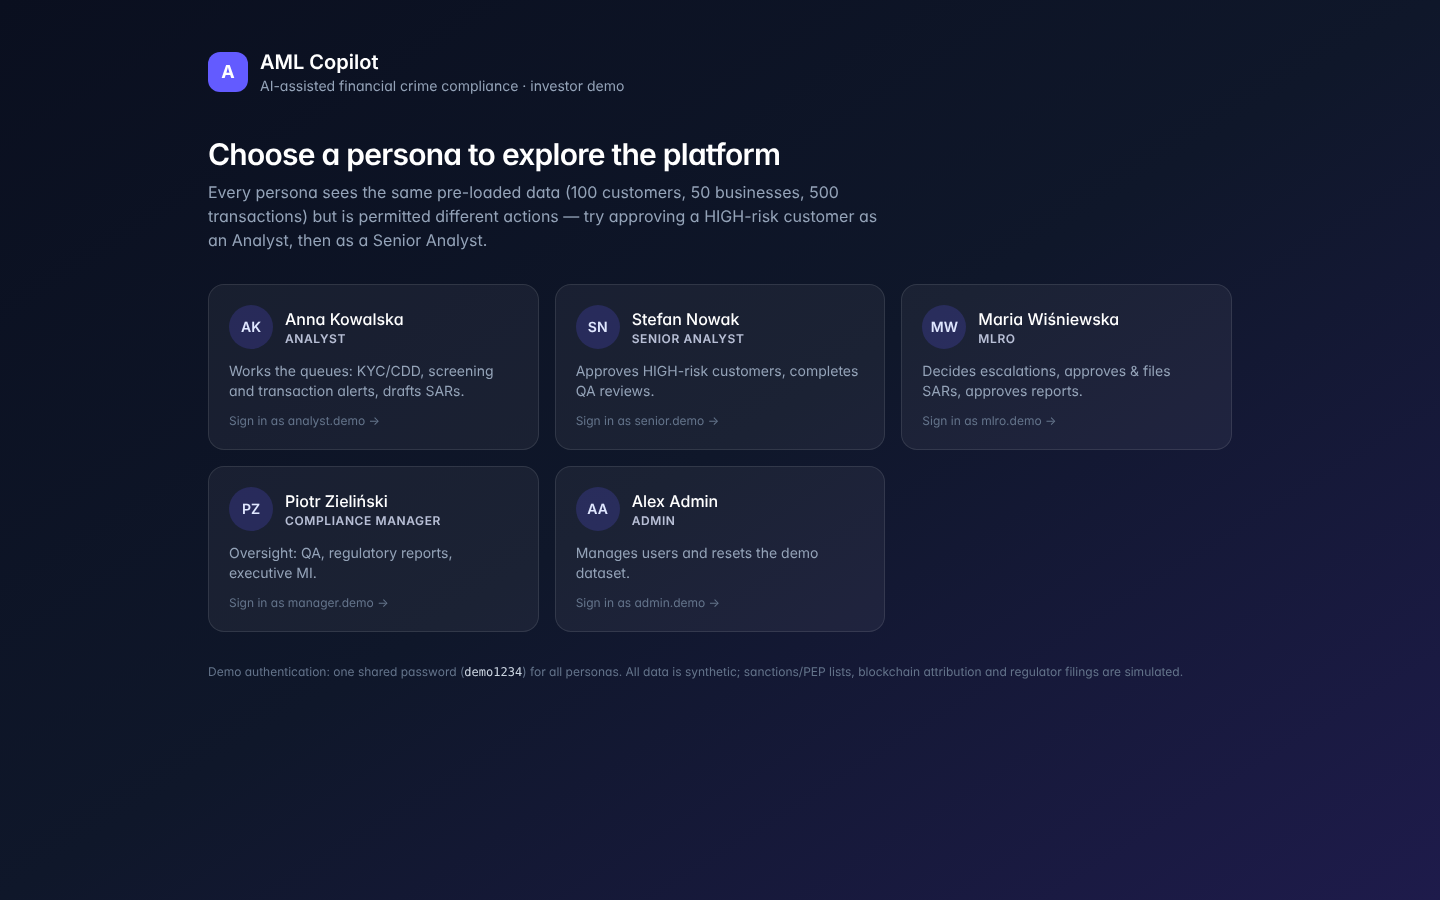 A
AML Copilot
AI-assisted financial crime compliance · investor demo
Choose a persona to explore the platform
Every persona sees the same pre-loaded data (100 customers, 50 businesses, 500
transactions) but is permitted different actions — try approving a HIGH-risk customer as
an Analyst, then as a Senior Analyst.
AK
Anna Kowalska
ANALYST
Works the queues: KYC/CDD, screening
and transaction alerts, drafts SARs.
Sign in as analyst.demo →
SN
Stefan Nowak
SENIOR ANALYST
Approves HIGH-risk customers, completes
QA reviews.
Sign in as senior.demo →
MW
Maria Wiśniewska
MLRO
Decides escalations, approves & files
SARs, approves reports.
Sign in as mlro.demo →
PZ
Piotr Zieliński
COMPLIANCE MANAGER
Oversight: QA, regulatory reports,
executive MI.
Sign in as manager.demo →
AA
Alex Admin
ADMIN
Manages users and resets the demo
dataset.
Sign in as admin.demo →
Demo authentication: one shared password (demo1234) for all personas. All data is synthetic; sanctions/PEP lists, blockchain attribution and regulator filings are simulated.